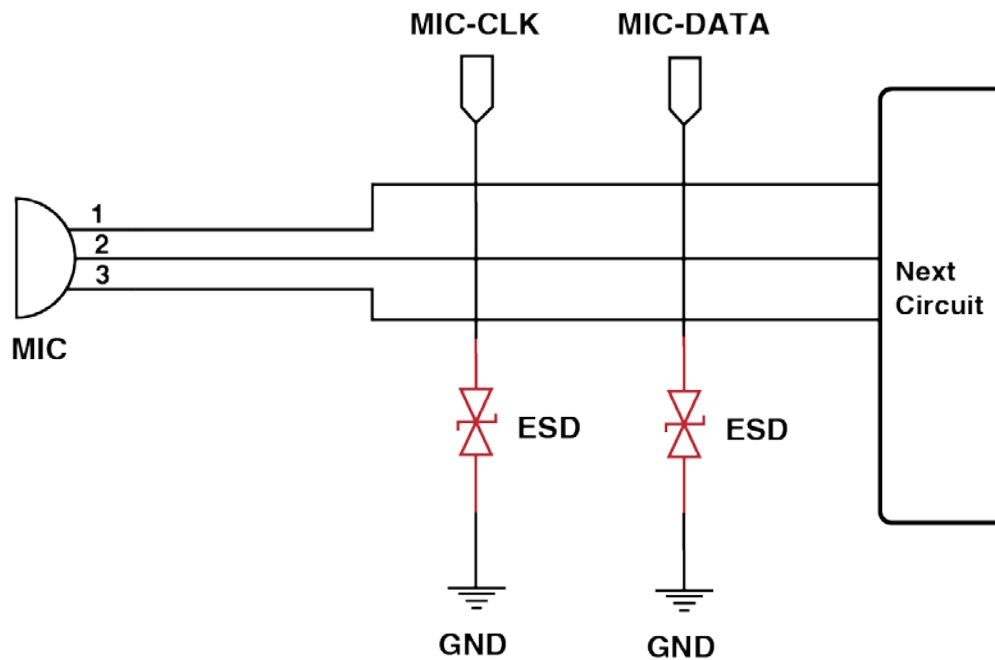 MIC-CLK
MIC-DATA
1
2
3
MIC
Next
Circuit
ESD
ESD
GND
GND